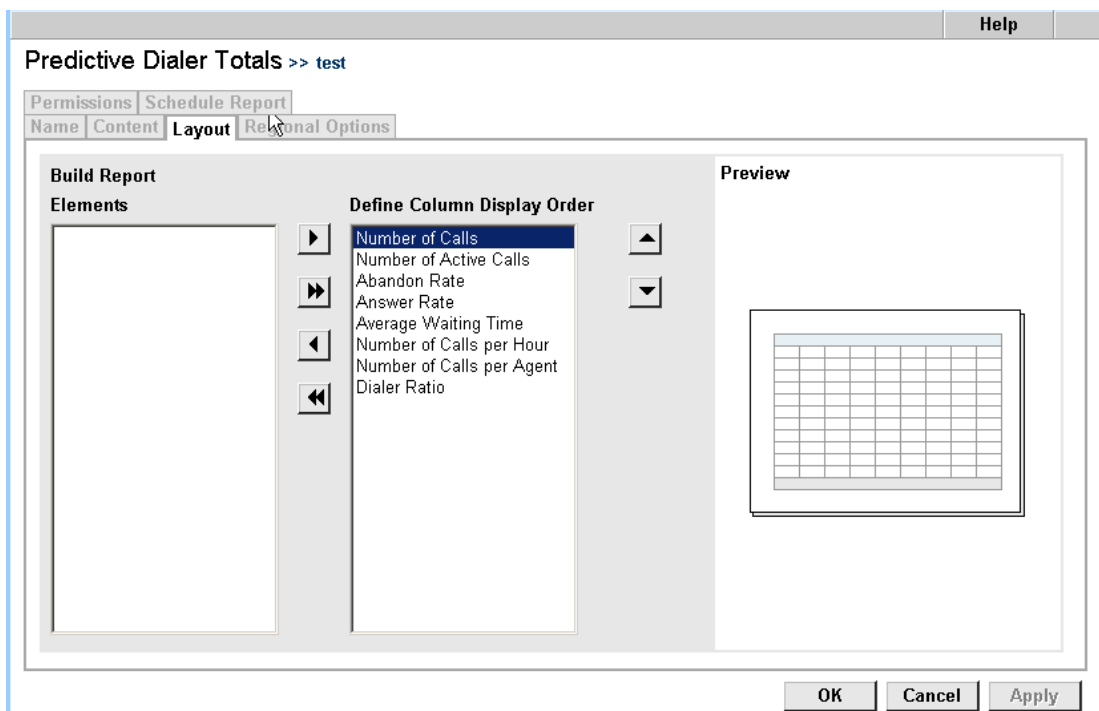 Help
Predictive Dialer Totals >> test
Permissions Schedule Report
Name Content Layout Regional Options
Build Report
Preview
Elements
Define Column Display Order
Number of Calls
Number of Active Calls
Abandon Rate
Answer Rate
Average Waiting Time
Number of Calls per Hour
Number of Calls per Agent
Dialer Ratio
OK Cancel Apply